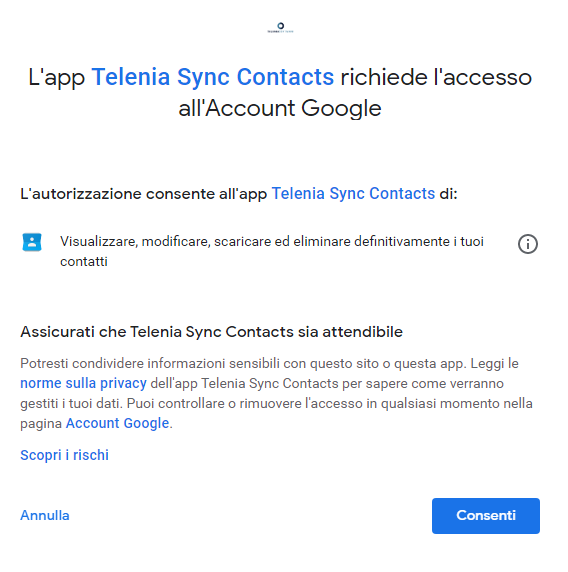 L'app Telenia Sync Contacts richiede l'accesso
all'Account Google
L'autorizzazione consente all'app Telenia Sync Contacts di:
Visualizzare, modificare, scaricare ed eliminare definitivamente i tuoi
contatti
Assicurati che Telenia Sync Contacts sia attendibile
Potresti condividere informazioni sensibili con questo sito o questa app. Leggi le
norme sulla privacy dell'app Telenia Sync Contacts per sapere come verranno
gestiti i tuoi dati. Puoi controllare o rimuovere l'accesso in qualsiasi momento nella
pagina Account Google.
Scopri i rischi
Annulla
Consenti